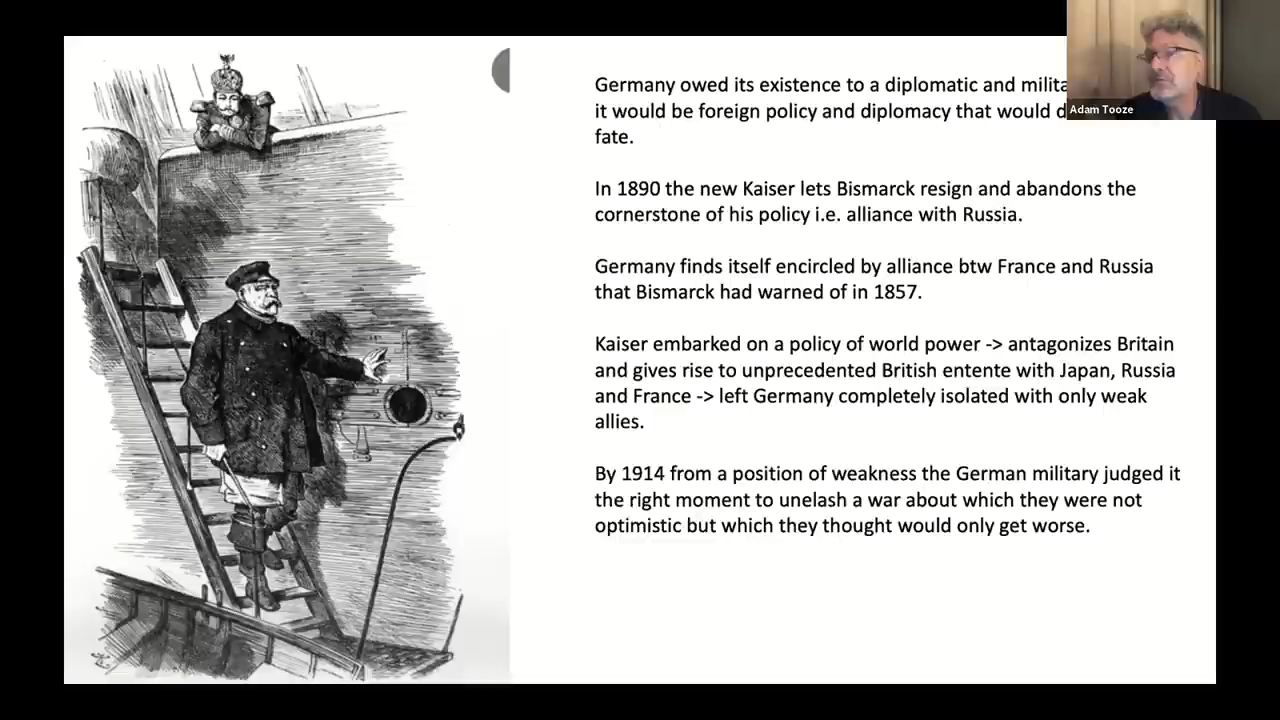 Germany owed its existence to a diplomatic and milita
it would be foreign policy and diplomacy that would d
fate.
In 1890 the new Kaiser lets Bismarck resign and abandons the
cornerstone of his policy i.e. alliance with Russia.
Germany finds itself encircled by alliance btw France and Russia
that Bismarck had warned of in 1857.
Kaiser embarked on a policy of world power -> antagonizes Britain
and gives rise to unprecedented British entente with Japan, Russia
and France -> left Germany completely isolated with only weak
allies.
By 1914 from a position of weakness the German military judged it
the right moment to unelash a war about which they were not
optimistic but which they thought would only get worse.
Adam Tooze